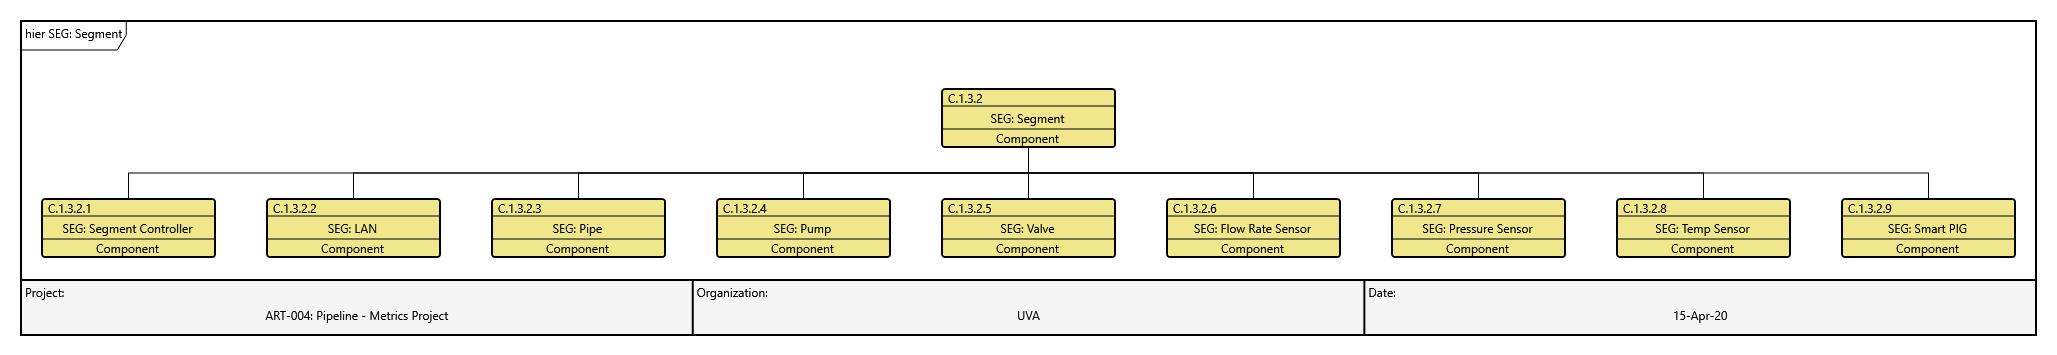 hier SEG: Segment
C.1.3.2
SEG: Segment
Component
C.1.3.2.1
SEG: Segment Controller
Component
C.1.3.2.2
SEG: LAN
Component
C.1.3.2.3
SEG: Pipe
Component
C.1.3.2.4
SEG: Pump
Component
C.1.3.2.5
SEG: Valve
Component
C.1.3.2.6
SEG: Flow Rate Sensor
Component
C.1.3.2.7
SEG: Pressure Sensor
Component
C.1.3.2.8
SEG: Temp Sensor
Component
C.1.3.2.9
SEG: Smart PIG
Component
Project:
ART-004: Pipeline - Metrics Project
Organization:
UVA
Date:
15-Apr-20